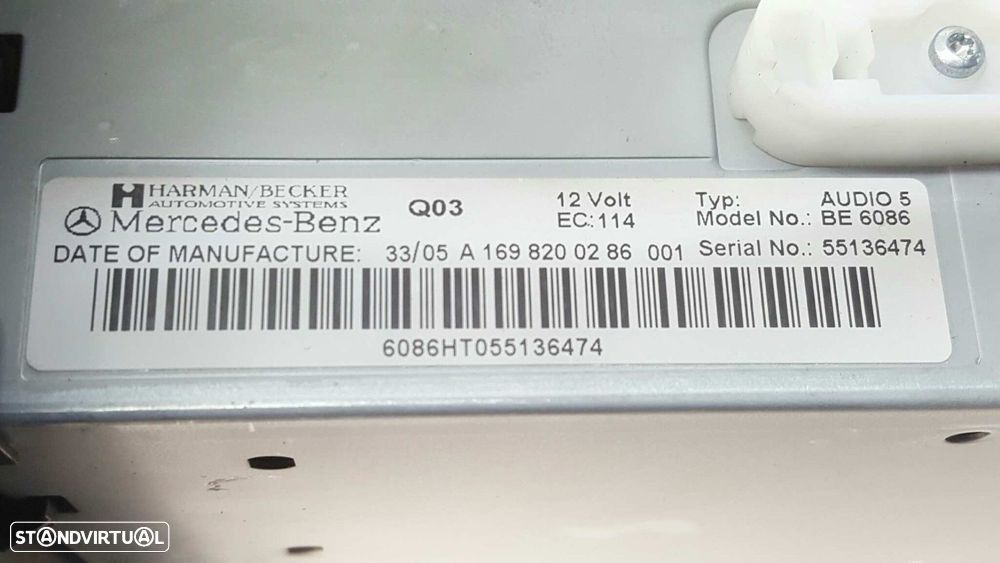 HARMAN/BECKER
AUTOMOTIVE SYSTEMS
Mercedes-Benz
Q03
12 Volt
EC:114
Typ: AUDIO 5
Model No.: BE 6086
DATE OF MANUFACTURE: 33/05 A 169 820 02 86 001 Serial No.: 55136474
6086HT055136474
STANDVIRTUAL